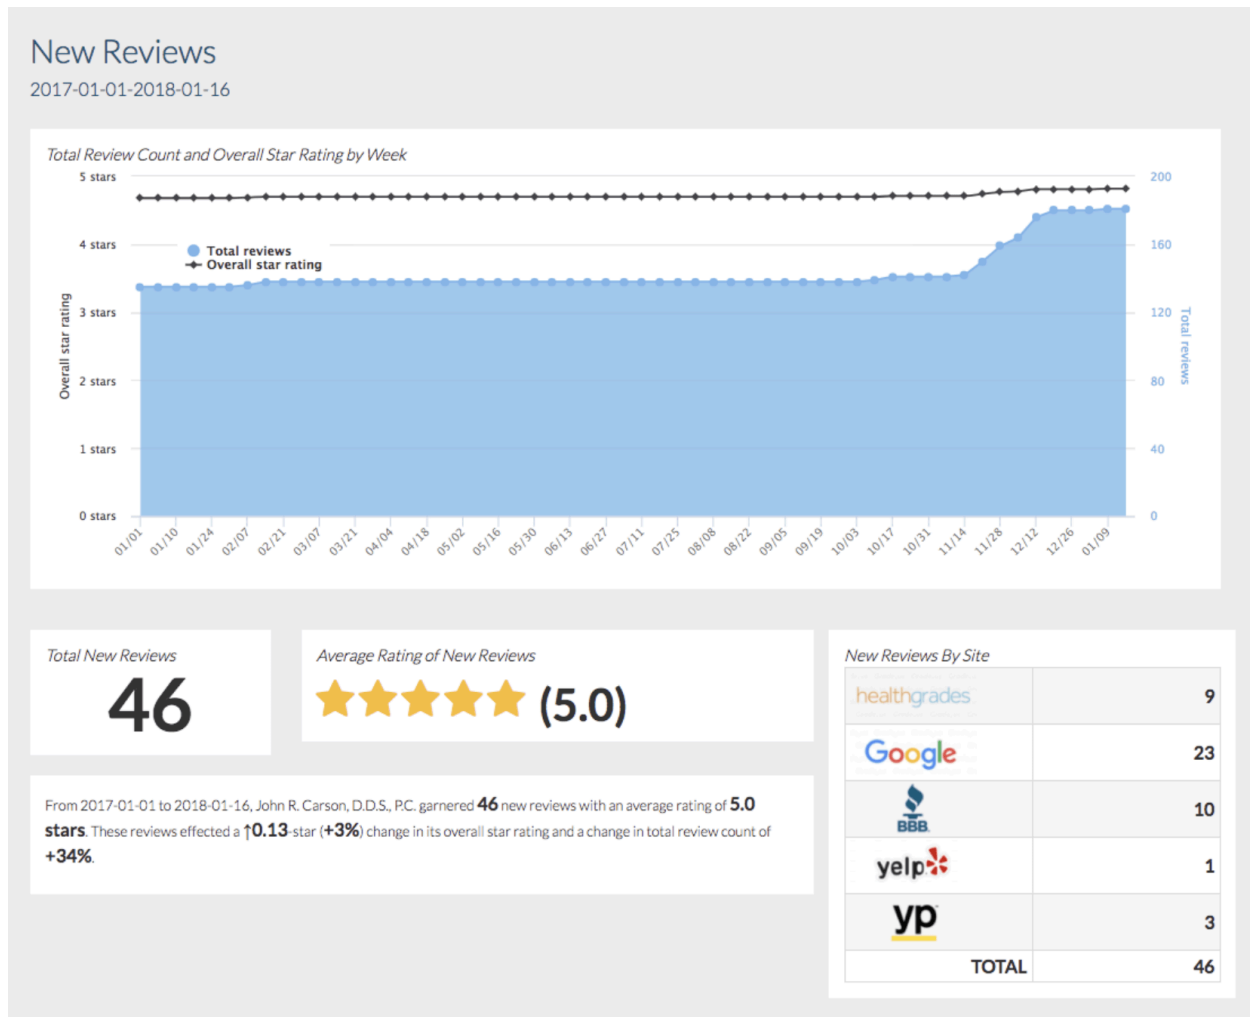 New Reviews
2017-01-01-2018-01-16
Total Review Count and Overall Star Rating by Week
5 stars
4 stars
3 stars
2 stars
1 stars
0 stars
Overall star rating
Total reviews
Overall star rating
200
160
120
80
40
0
Total reviews
01/01
01/10
01/24
02/07
02/21
03/07
03/21
04/04
04/18
05/02
05/16
05/30
06/13
06/27
07/11
07/25
08/08
08/22
09/05
09/19
10/03
10/17
10/31
11/14
11/28
12/12
12/26
01/09
Total New Reviews
46
Average Rating of New Reviews
(5.0)
From 2017-01-01 to 2018-01-16, John R. Carson, D.D.S., P.C. garnered 46 new reviews with an average rating of 5.0
stars. These reviews effected a ↑0.13-star (+3%) change in its overall star rating and a change in total review count of
+34%.
New Reviews By Site
healthgrades 9
Google 23
BBB 10
yelp 1
yp 3
TOTAL 46